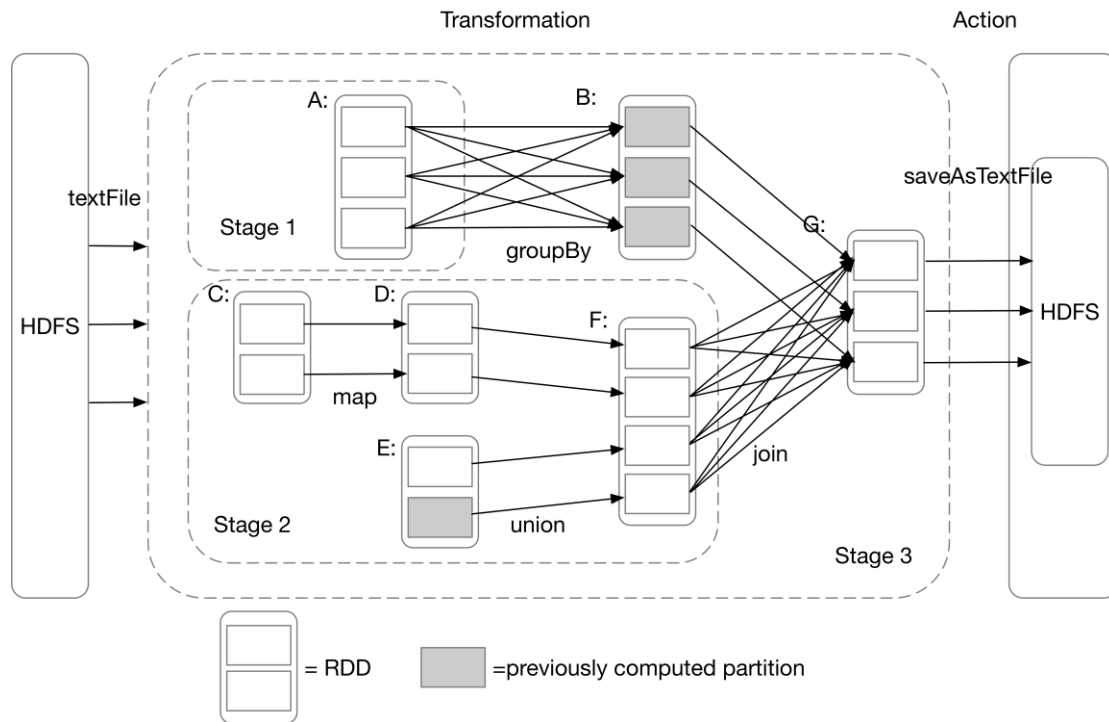 Transformation
Action
A:
B:
textFile
saveAsTextFile
Stage 1
groupBy
G:
C:
D:
F:
HDFS
HDFS
map
E:
join
Stage 2
union
Stage 3
= RDD
=previously computed partition